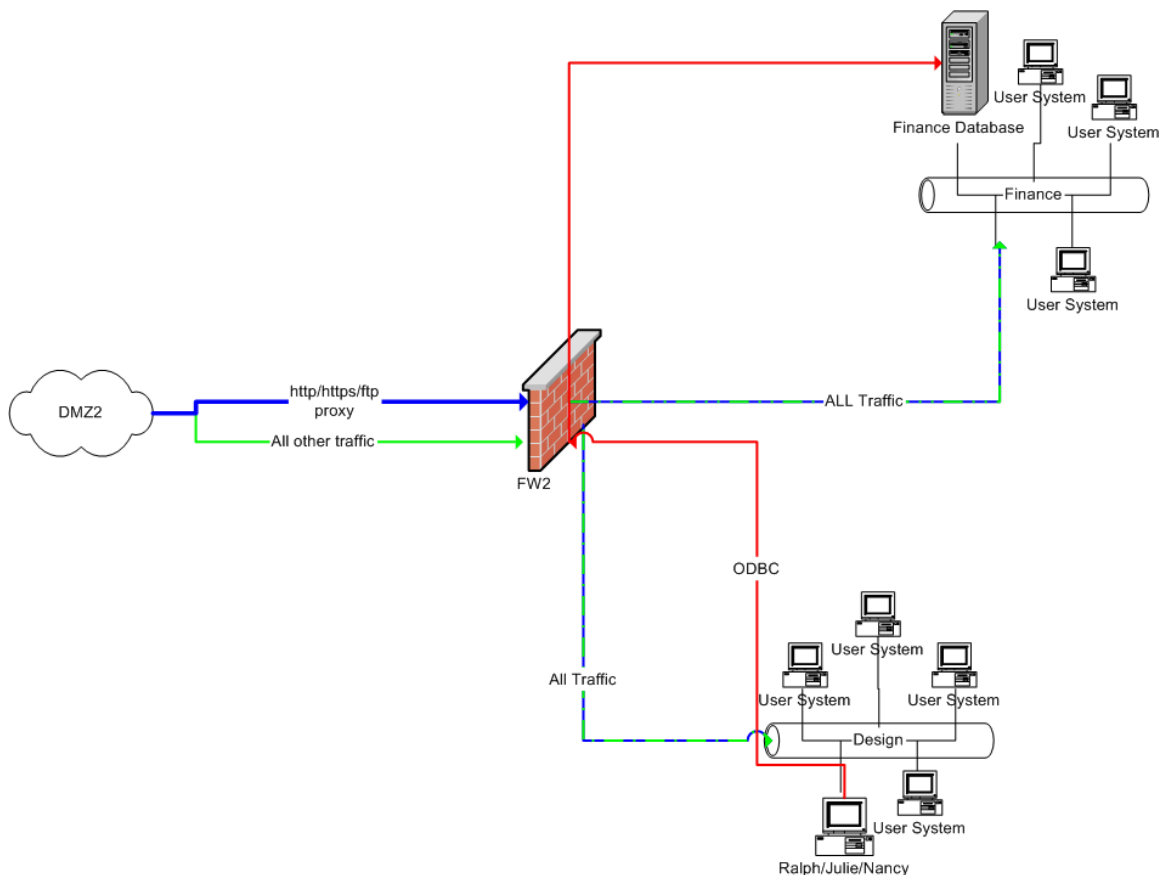 User System
Finance Database
User System
Finance
User System
DMZ2
http/https/ftp
proxy
ALL Traffic
All other traffic
FW2
ODBC
User System
All Traffic
User System
User System
Design
User System
Ralph/Julie/Nancy